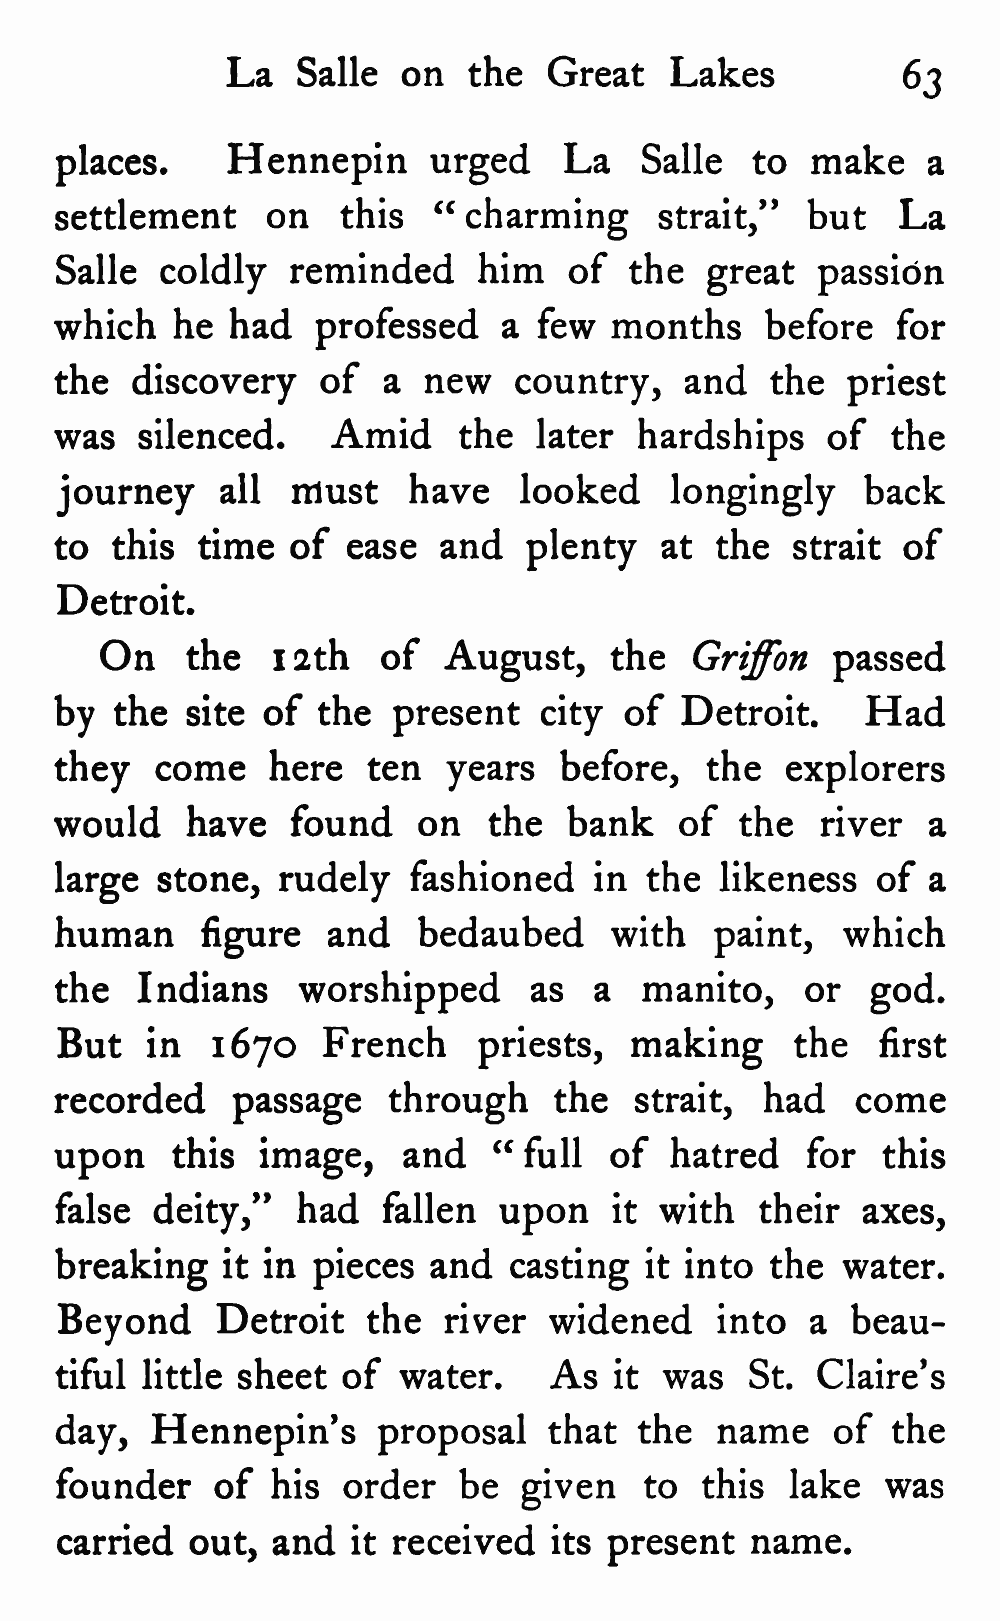 La Salle on the Great Lakes 63
places. Hennepin urged La Salle to make a
settlement on this “charming strait,” but La
Salle coldly reminded him of the great passion
which he had professed a few months before for
the discovery of a new country, and the priest
was silenced. Amid the later hardships of the
journey all must have looked longingly back
to this time of ease and plenty at the strait of
Detroit.
On the 12th of August, the Griffon passed
by the site of the present city of Detroit. Had
they come here ten years before, the explorers
would have found on the bank of the river a
large stone, rudely fashioned in the likeness of a
human figure and bedaubed with paint, which
the Indians worshipped as a manito, or god.
But in 1670 French priests, making the first
recorded passage through the strait, had come
upon this image, and “full of hatred for this
false deity,” had fallen upon it with their axes,
breaking it in pieces and casting it into the water.
Beyond Detroit the river widened into a beau-
tiful little sheet of water. As it was St. Claire’s
day, Hennepin’s proposal that the name of the
founder of his order be given to this lake was
carried out, and it received its present name.